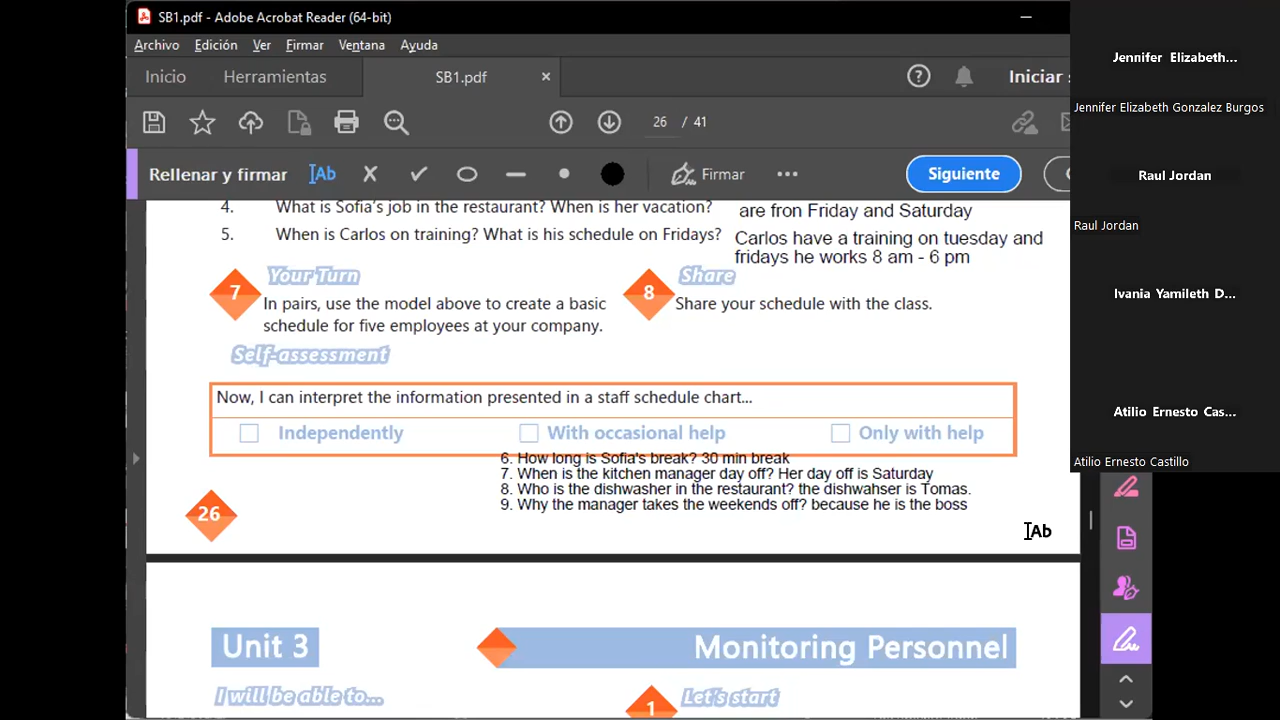 SB1.pdf - Adobe Acrobat Reader (64-bit)
Archivo Edición Ver Firmar Ventana Ayuda
Inicio Herramientas SB1.pdf × Iniciar
26 / 41
Rellenar y firmar Ab Firmar Siguiente
4. What is Sofia's job in the restaurant? When is her vacation? are fron Friday and Saturday
5. When is Carlos on training? What is his schedule on Fridays? Carlos have a training on tuesday and
fridays he works 8 am - 6 pm
7 Your Turn
In pairs, use the model above to create a basic
schedule for five employees at your company.
8 Share
Share your schedule with the class.
Self-assessment
Now, I can interpret the information presented in a staff schedule chart...
Independently With occasional help Only with help
6. How long is Sofia's break? 30 min break
7. When is the kitchen manager day off? Her day off is Saturday
8. Who is the dishwasher in the restaurant? the dishwahser is Tomas.
9. Why the manager takes the weekends off? because he is the boss
26
Ab
Unit 3 Monitoring Personnel
I will be able to... 1 Let's start
Jennifer Elizabeth...
Jennifer Elizabeth Gonzalez Burgos
Raul Jordan
Raul Jordan
Ivania Yamileth D...
Atilio Ernesto Cas...
Atilio Ernesto Castillo